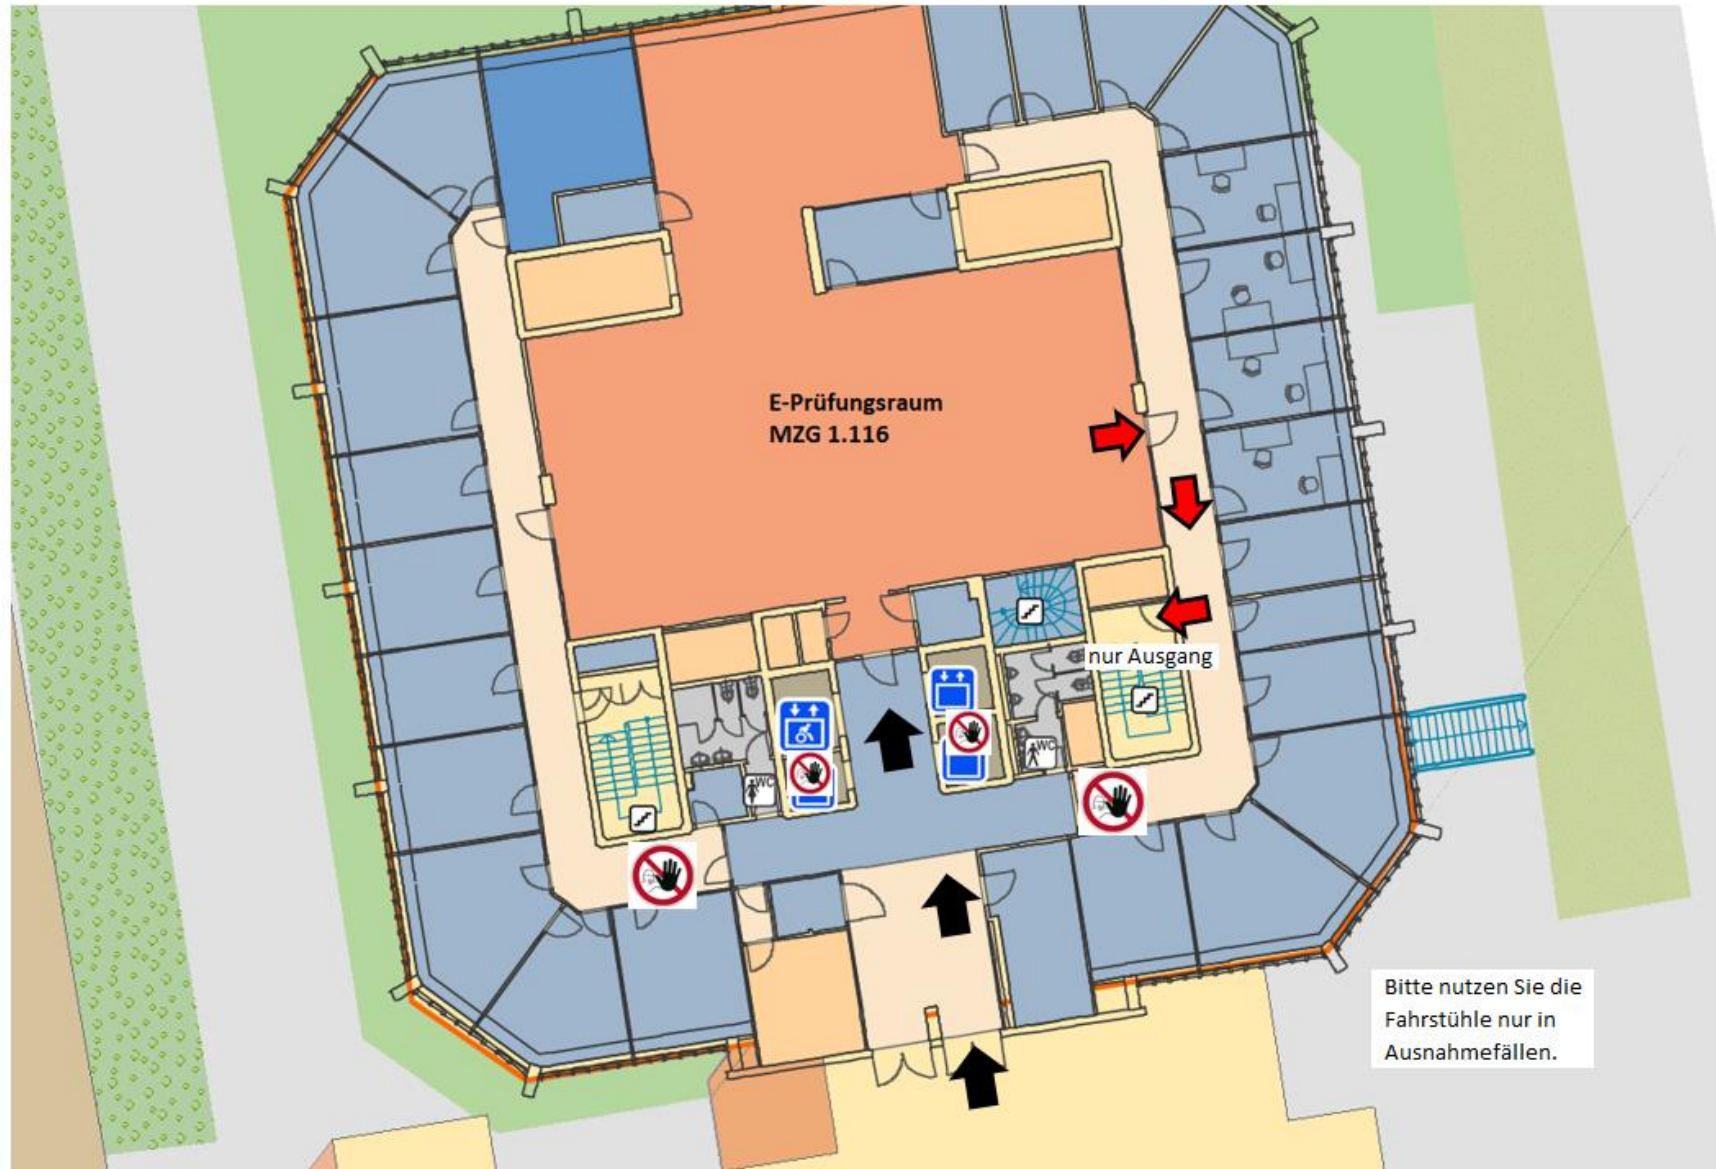 E-Prüfungsraum
MZG 1.116
nur Ausgang
WC
WC
Bitte nutzen Sie die
Fahrstühle nur in
Ausnahmefällen.